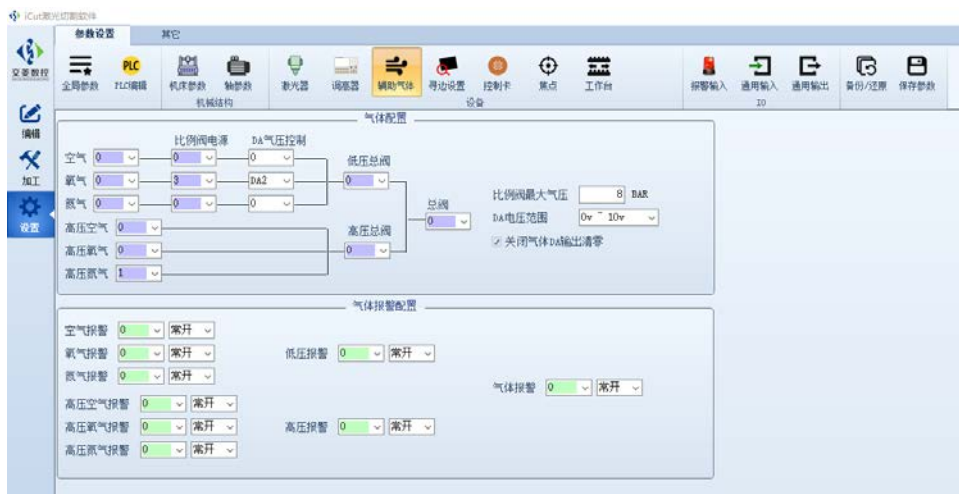 iCut激光切割软件
参数设置 其它
交菱数控
全局参数 PLC编辑 机床参数 轴参数 激光器 调高器 辅助气体 寻边设置 控制卡 焦点 工作台 报警输入 通用输入 通用输出 备份/还原 保存参数
PLC
机械结构 设备 IO
编辑
加工
设置
气体配置
比例阀电源 DA气压控制
空气 0 0 0
低压总阀
氧气 0 3 DA2 0
氮气 0 0 0
总阀
比例阀最大气压 8 BAR
高压空气 0
0
DA电压范围 0v ~ 10v
高压总阀
关闭气体DA输出清零
高压氧气 0 0
高压氮气 1
气体报警配置
空气报警 0 常开
氧气报警 0 常开 低压报警 0 常开
氮气报警 0 常开
气体报警 0 常开
高压空气报警 0 常开
高压氧气报警 0 常开 高压报警 0 常开
高压氮气报警 0 常开